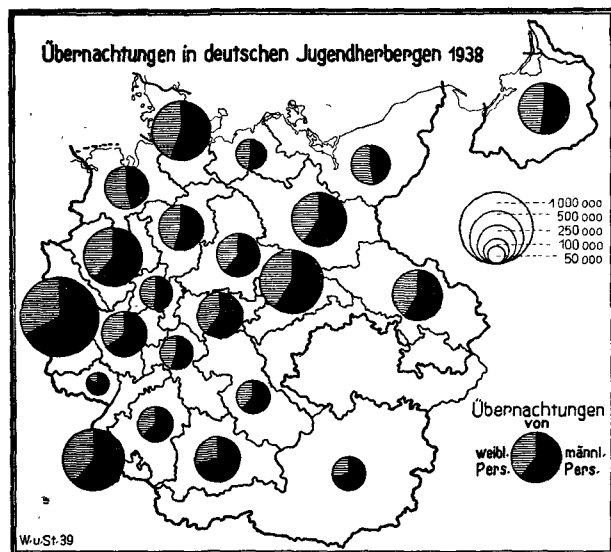 Übernachtungen in deutschen Jugendherbergen 1938
1 000 000
500 000
250 000
100 000
50 000
Übernachtungen
von
weibl. männl.
Pers. Pers.
W.u.St.39